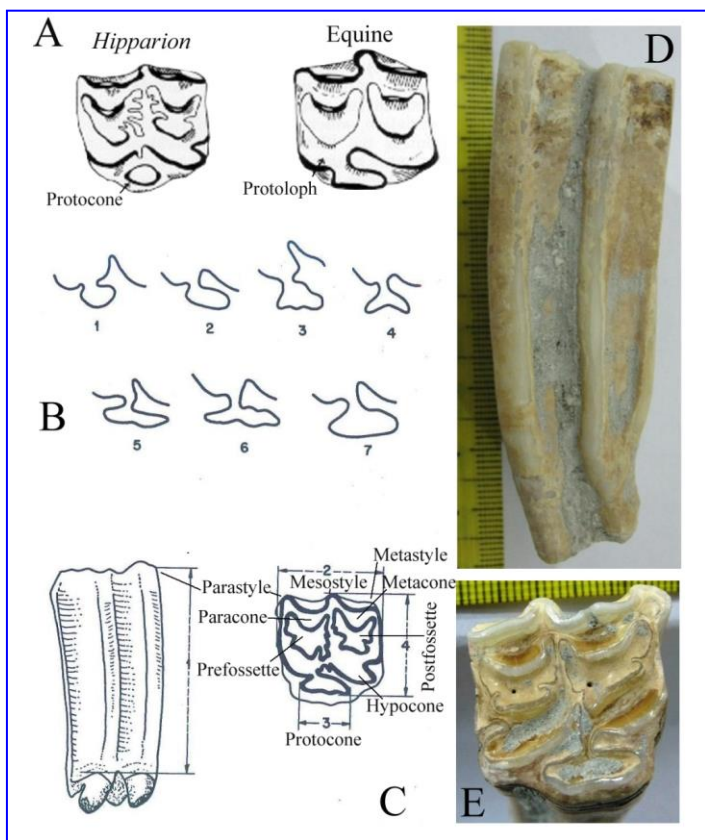 A
Hipparion
Equine
Protocone
Protoloph
D
1
2
3
4
B
5
6
7
2
Metastyle
Parastyle
Mesostyle
Metacone
Paracone
1
4
Postfossette
Prefossette
Hypocone
3
Protocone
C
E